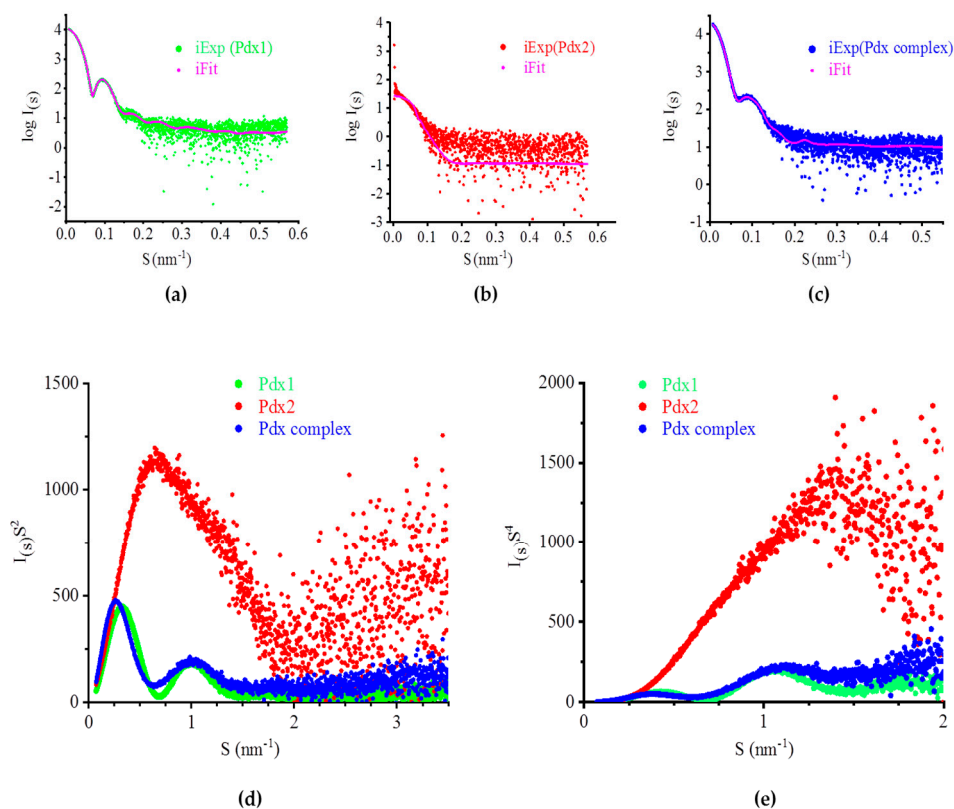 4
3
2
1
0
-1
-2
log I(s)
iExp (Pdx1)
iFit
0.0 0.1 0.2 0.3 0.4 0.5 0.6
S (nm⁻¹)
(a)
4
3
2
1
0
-1
-2
-3
log I(s)
iExp(Pdx2)
iFit
0.0 0.1 0.2 0.3 0.4 0.5 0.6
S (nm⁻¹)
(b)
4
3
2
1
0
-1
log I(s)
iExp(Pdx complex)
iFit
0.0 0.1 0.2 0.3 0.4 0.5
S (nm⁻¹)
(c)
1500
1000
500
0
I(s)S²
Pdx1
Pdx2
Pdx complex
0 1 2 3
S (nm⁻¹)
(d)
2000
1500
1000
500
0
I(s)S⁴
Pdx1
Pdx2
Pdx complex
0 1 2
S (nm⁻¹)
(e)